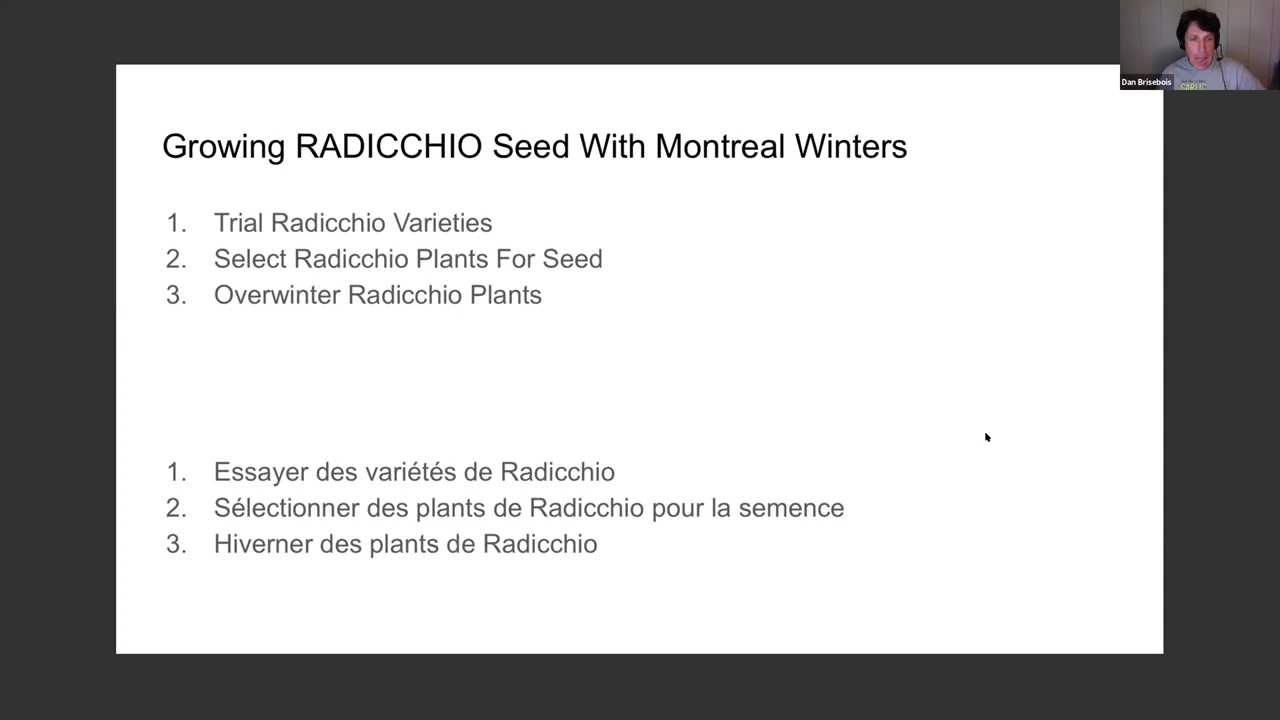 Growing RADICCHIO Seed With Montreal Winters
1. Trial Radicchio Varieties
2. Select Radicchio Plants For Seed
3. Overwinter Radicchio Plants
1. Essayer des variétés de Radicchio
2. Sélectionner des plants de Radicchio pour la semence
3. Hiverner des plants de Radicchio
Dan Brisebois
GARLIC